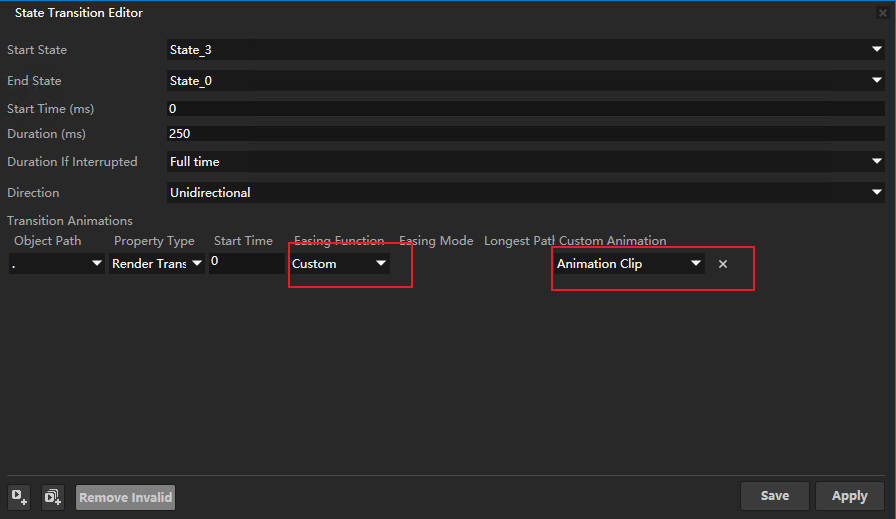 State Transition Editor
Start State State_3
End State State_0
Start Time (ms) 0
Duration (ms) 250
Duration If Interrupted Full time
Direction Unidirectional
Transition Animations
Object Path Property Type Start Time Easing Function Easing Mode Longest Patl Custom Animation
. Render Trans 0 Custom Animation Clip
Remove Invalid Save Apply